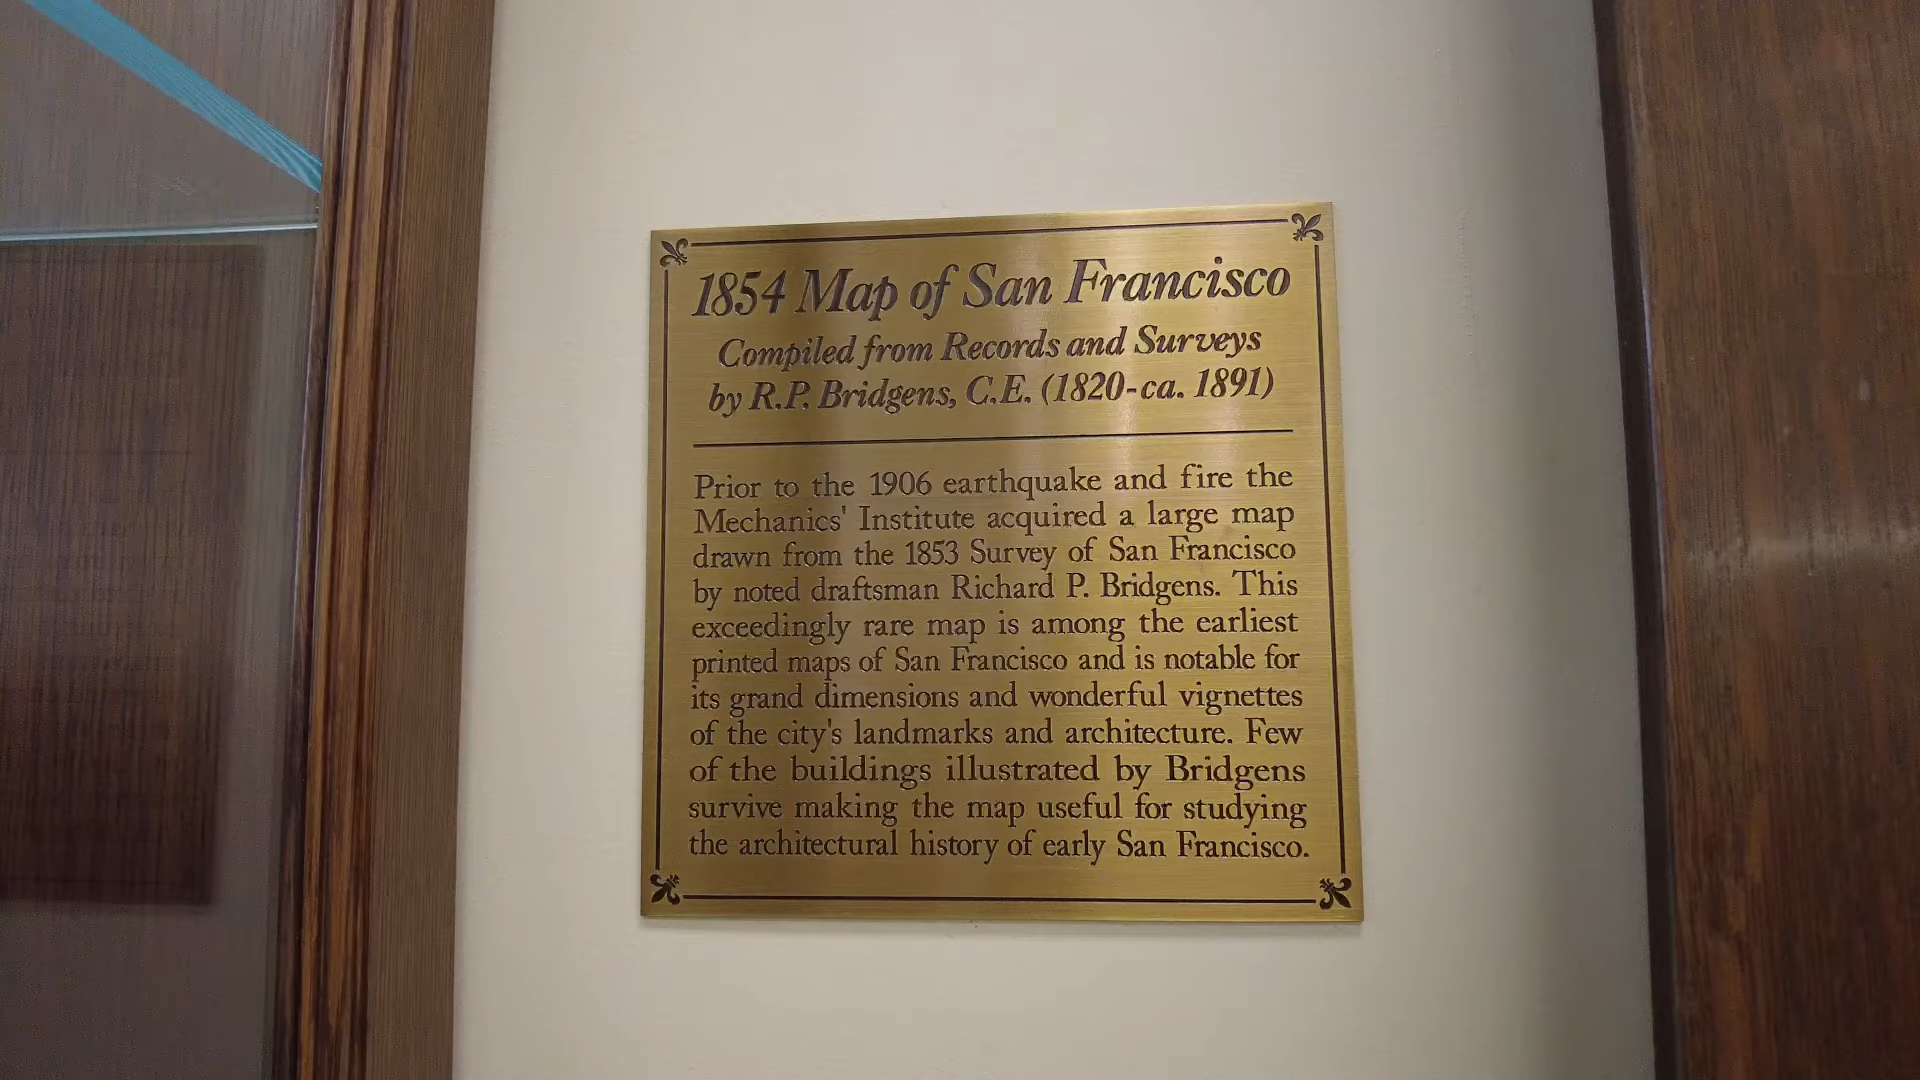 1854 Map of San Francisco
Compiled from Records and Surveys
by R.P. Bridgens, C.E. (1820-ca. 1891)
Prior to the 1906 earthquake and fire the
Mechanics' Institute acquired a large map
drawn from the 1853 Survey of San Francisco
by noted draftsman Richard P. Bridgens. This
exceedingly rare map is among the earliest
printed maps of San Francisco and is notable for
its grand dimensions and wonderful vignettes
of the city's landmarks and architecture. Few
of the buildings illustrated by Bridgens
survive making the map useful for studying
the architectural history of early San Francisco.